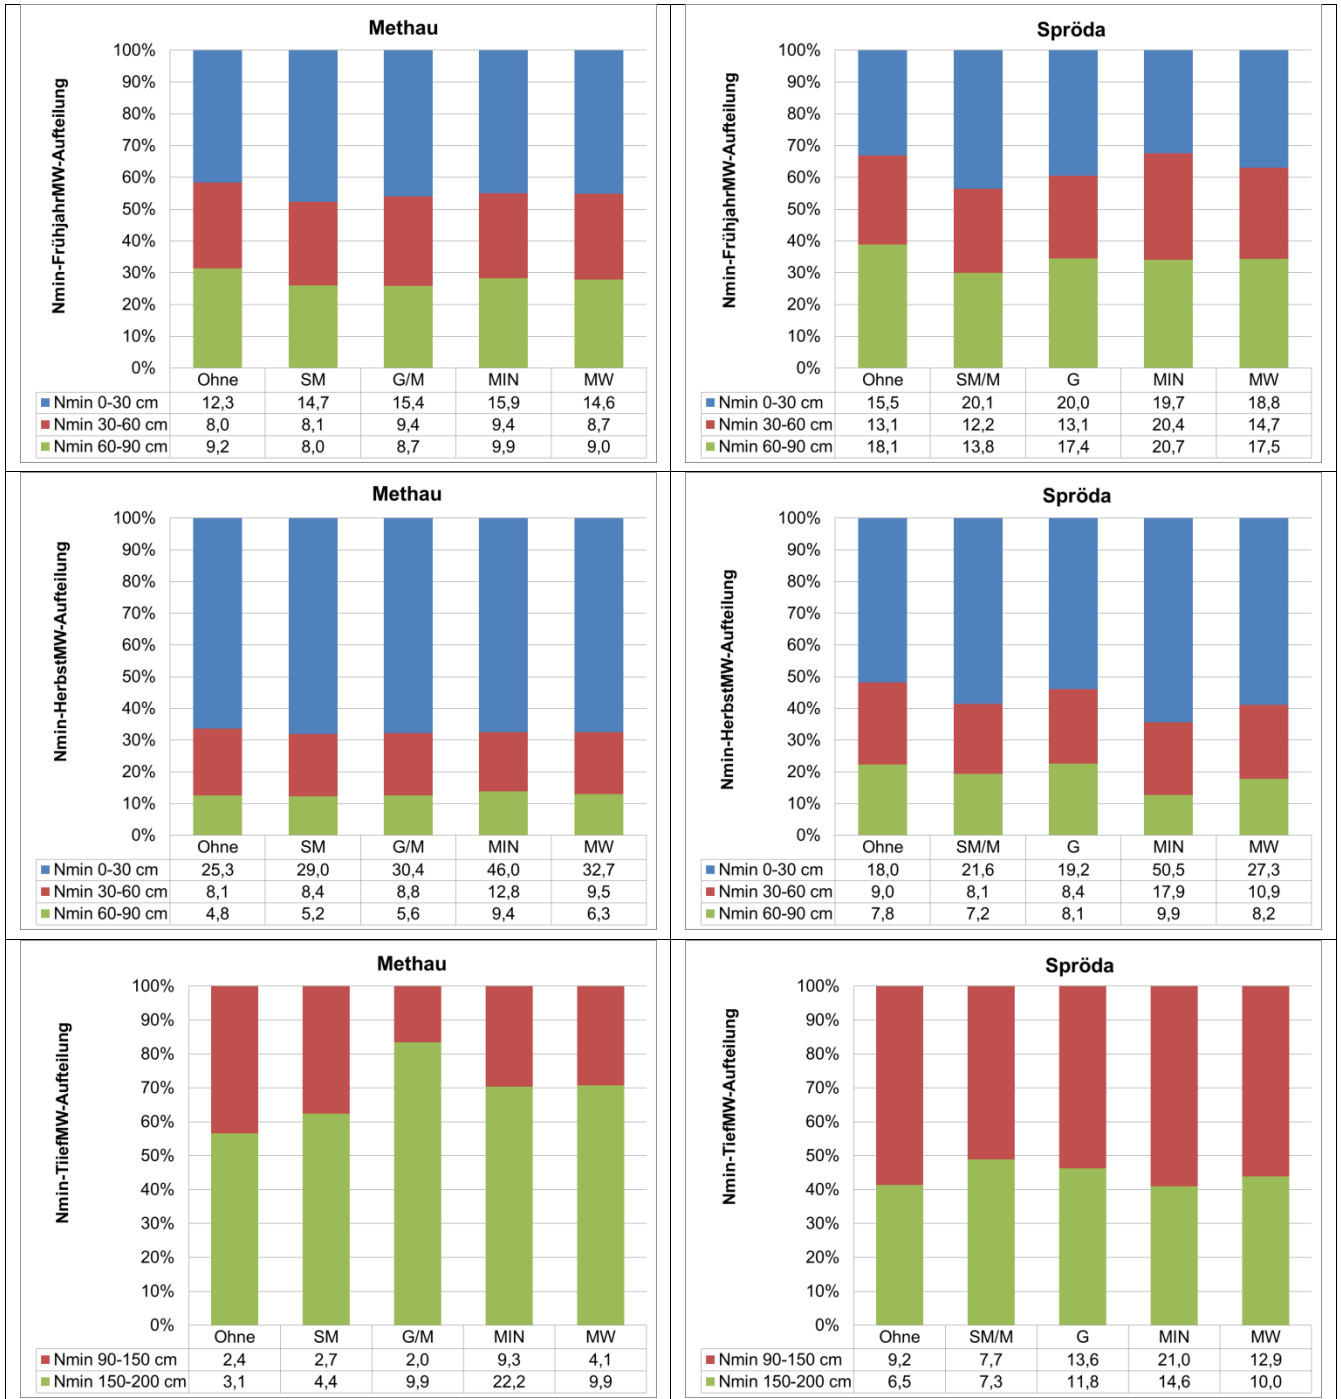 Methau
Nmin-FrühjahrMW-Aufteilung
100%
90%
80%
70%
60%
50%
40%
30%
20%
10%
0%
Ohne SM G/M MIN MW
Nmin 0-30 cm 12,3 14,7 15,4 15,9 14,6
Nmin 30-60 cm 8,0 8,1 9,4 9,4 8,7
Nmin 60-90 cm 9,2 8,0 8,7 9,9 9,0
Spröda
Nmin-FrühjahrMW-Aufteilung
100%
90%
80%
70%
60%
50%
40%
30%
20%
10%
0%
Ohne SM/M G MIN MW
Nmin 0-30 cm 15,5 20,1 20,0 19,7 18,8
Nmin 30-60 cm 13,1 12,2 13,1 20,4 14,7
Nmin 60-90 cm 18,1 13,8 17,4 20,7 17,5
Methau
Nmin-HerbstMW-Aufteilung
100%
90%
80%
70%
60%
50%
40%
30%
20%
10%
0%
Ohne SM G/M MIN MW
Nmin 0-30 cm 25,3 29,0 30,4 46,0 32,7
Nmin 30-60 cm 8,1 8,4 8,8 12,8 9,5
Nmin 60-90 cm 4,8 5,2 5,6 9,4 6,3
Spröda
Nmin-HerbstMW-Aufteilung
100%
90%
80%
70%
60%
50%
40%
30%
20%
10%
0%
Ohne SM/M G MIN MW
Nmin 0-30 cm 18,0 21,6 19,2 50,5 27,3
Nmin 30-60 cm 9,0 8,1 8,4 17,9 10,9
Nmin 60-90 cm 7,8 7,2 8,1 9,9 8,2
Methau
Nmin-TiiefMW-Aufteilung
100%
90%
80%
70%
60%
50%
40%
30%
20%
10%
0%
Ohne SM G/M MIN MW
Nmin 90-150 cm 2,4 2,7 2,0 9,3 4,1
Nmin 150-200 cm 3,1 4,4 9,9 22,2 9,9
Spröda
Nmin-TiefMW-Aufteilung
100%
90%
80%
70%
60%
50%
40%
30%
20%
10%
0%
Ohne SM/M G MIN MW
Nmin 90-150 cm 9,2 7,7 13,6 21,0 12,9
Nmin 150-200 cm 6,5 7,3 11,8 14,6 10,0